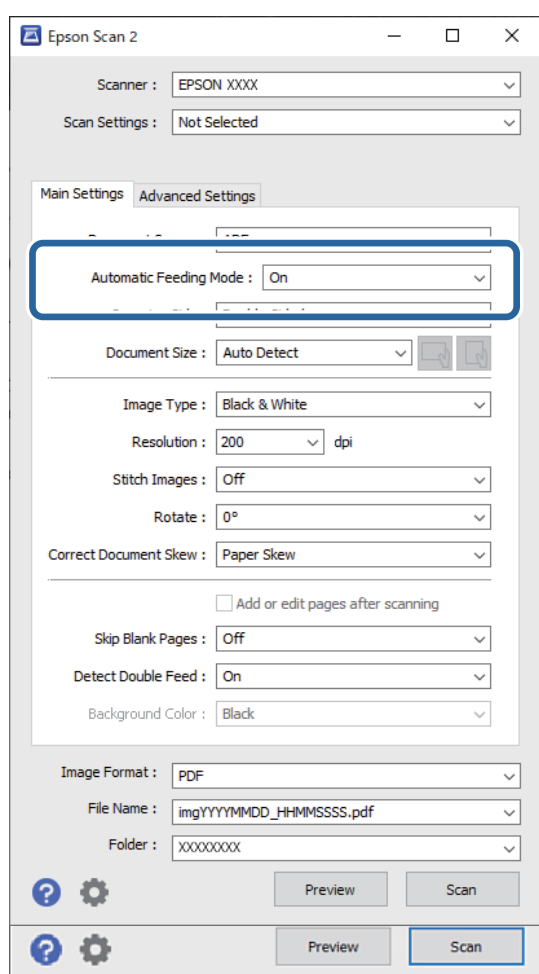 Epson Scan 2
Scanner : EPSON XXXX
Scan Settings : Not Selected
Main Settings Advanced Settings
Automatic Feeding Mode : On
Document Size : Auto Detect
Image Type : Black & White
Resolution : 200 dpi
Stitch Images : Off
Rotate : 0°
Correct Document Skew : Paper Skew
Add or edit pages after scanning
Skip Blank Pages : Off
Detect Double Feed : On
Background Color : Black
Image Format : PDF
File Name : imgYYYYMMDD_HHMMSSSS.pdf
Folder : XXXXXXXX
? Preview Scan
? Preview Scan